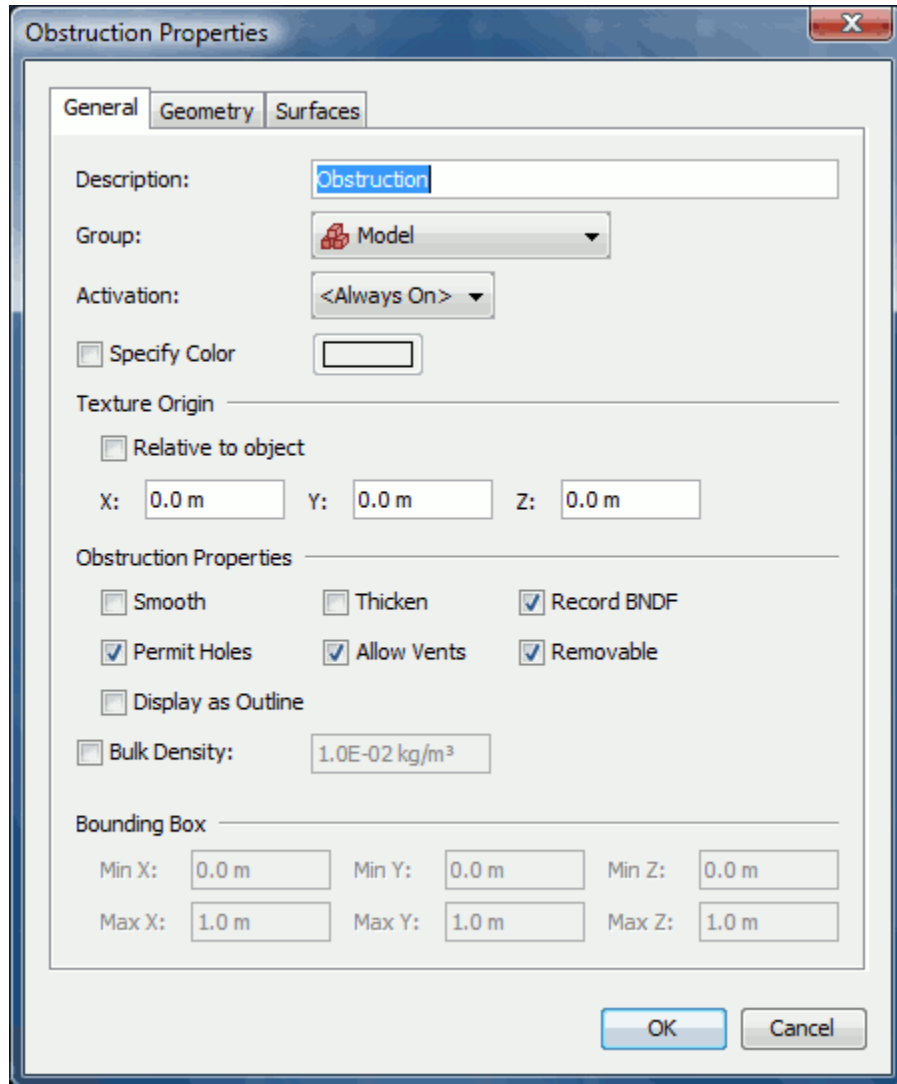 Obstruction Properties
General Geometry Surfaces
Description: Obstruction
Group: Model
Activation: <Always On>
Specify Color
Texture Origin
Relative to object
X: 0.0 m Y: 0.0 m Z: 0.0 m
Obstruction Properties
Smooth Thicken Record BNDF
Permit Holes Allow Vents Removable
Display as Outline
Bulk Density: 1.0E-02 kg/m³
Bounding Box
Min X: 0.0 m Min Y: 0.0 m Min Z: 0.0 m
Max X: 1.0 m Max Y: 1.0 m Max Z: 1.0 m
OK Cancel